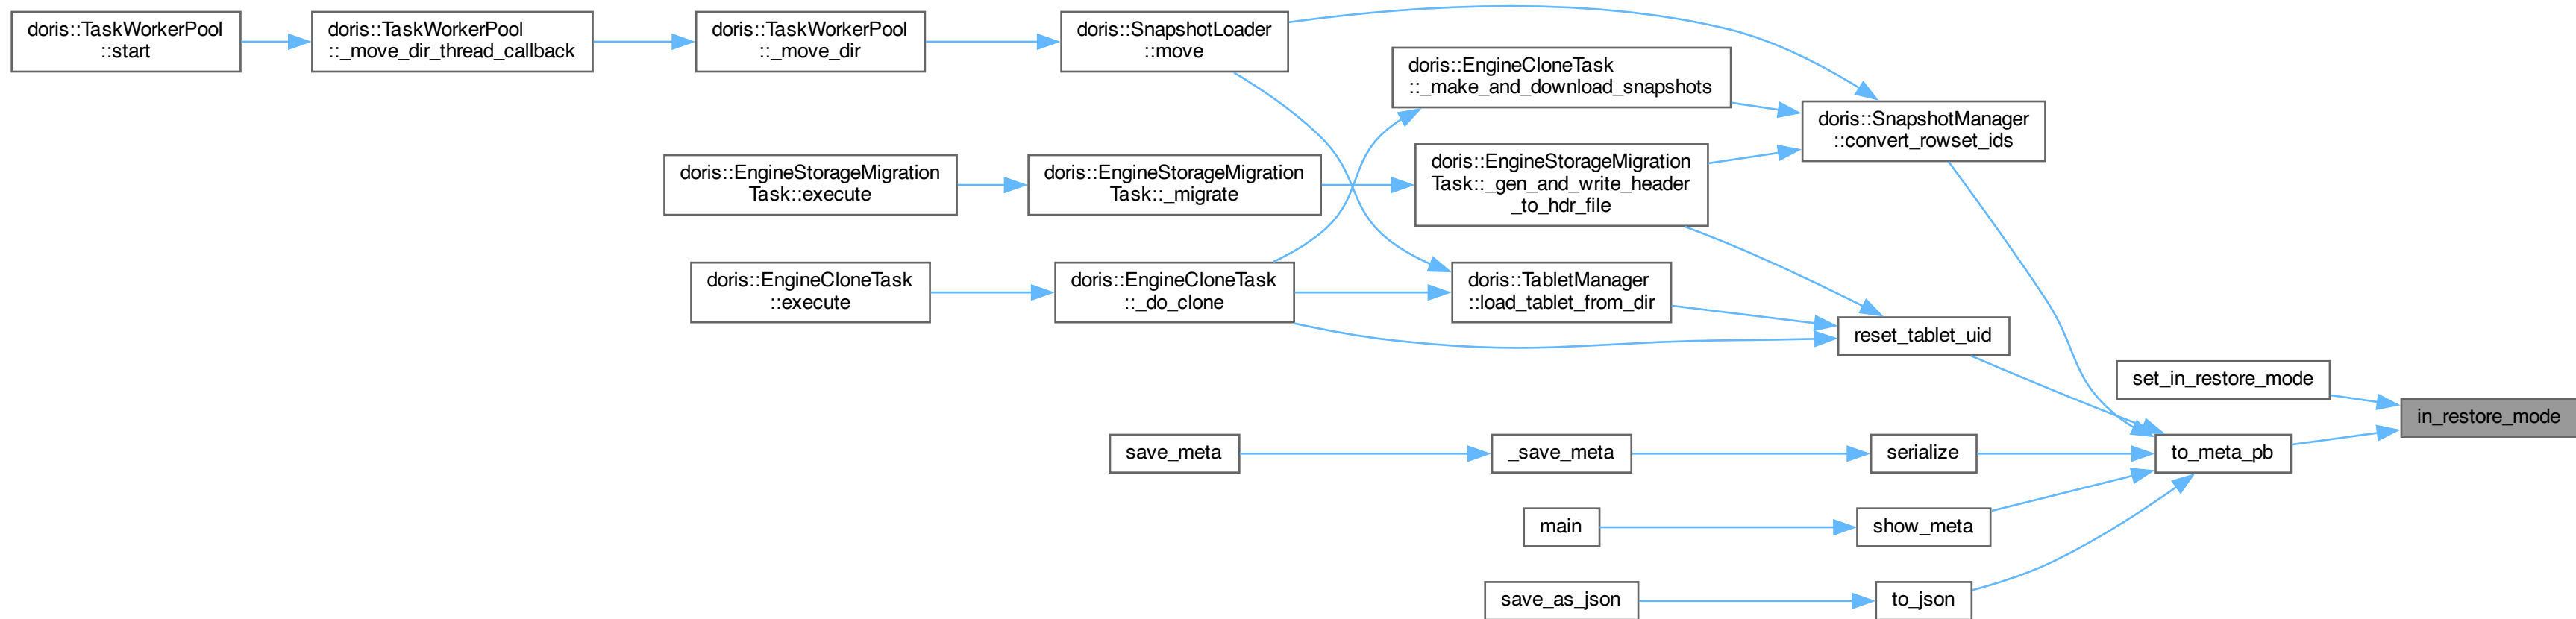 doris::TaskWorkerPool
::start
doris::TaskWorkerPool
::_move_dir_thread_callback
doris::TaskWorkerPool
::_move_dir
doris::SnapshotLoader
::move
doris::EngineCloneTask
::_make_and_download_snapshots
doris::SnapshotManager
::convert_rowset_ids
doris::EngineStorageMigration
Task::execute
doris::EngineStorageMigration
Task::_migrate
doris::EngineStorageMigration
Task::_gen_and_write_header
_to_hdr_file
doris::EngineCloneTask
::execute
doris::EngineCloneTask
::_do_clone
doris::TabletManager
::load_tablet_from_dir
reset_tablet_uid
set_in_restore_mode
in_restore_mode
save_meta
_save_meta
serialize
to_meta_pb
main
show_meta
save_as_json
to_json